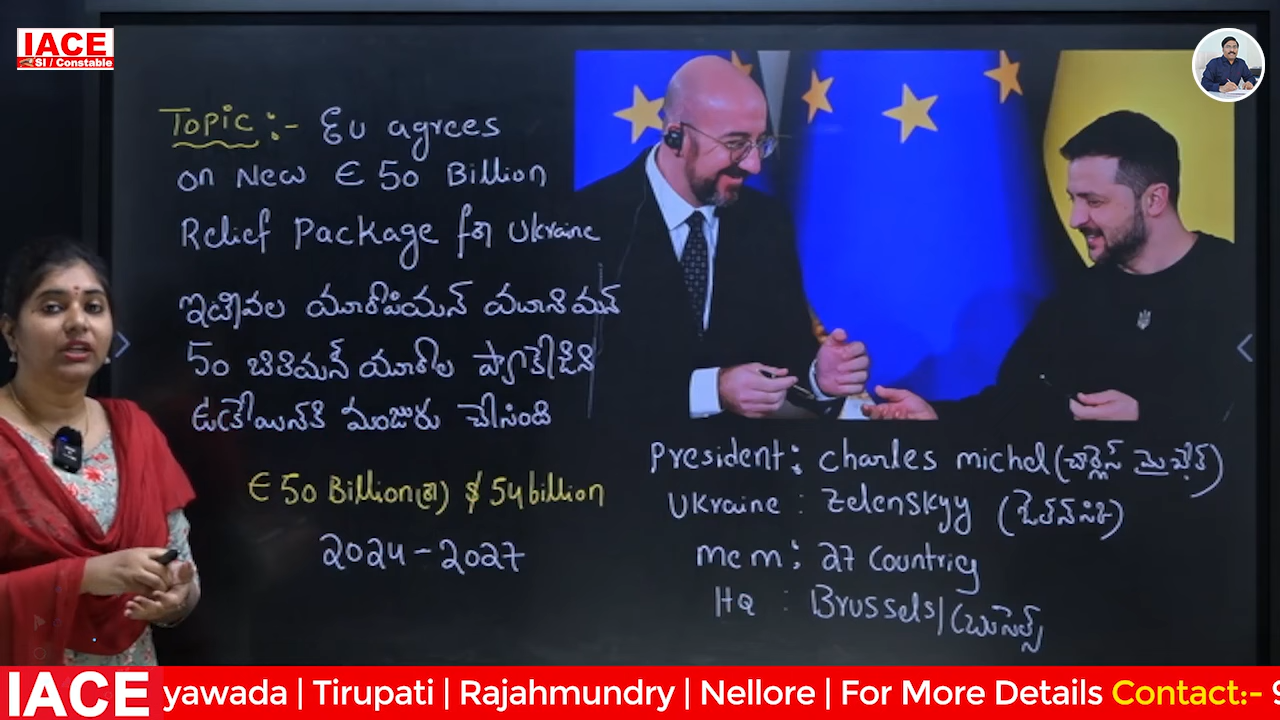 IACE
SI / Constable
Topic:- EU agrees
on New € 50 Billion
Relief Package for Ukraine
ఇటీవల యూరోపియన్ యూనియన్
50 బిలియన్ యూరోల ప్యాకేజీని
ఉక్రెయిన్‌కి మంజూరు చేసింది
€ 50 Billion(or) $ 54 billion
2024-2027
President: charles michel (చార్లెస్ మైఖేల్)
Ukraine : Zelenskyy (జెలెన్‌స్కీ)
mem: 27 Countries
HQ : Brussels/(బ్రుసెల్స్)
IACE yawada | Tirupati | Rajahmundry | Nellore | For More Details Contact:- 9